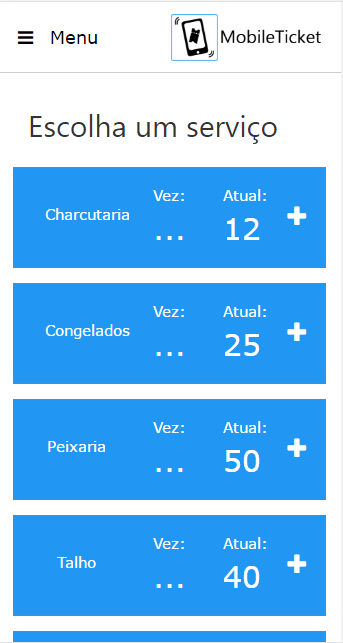 Menu MobileTicket
Escolha um serviço
Charcutaria Vez: ... Atual: 12
Congelados Vez: ... Atual: 25
Peixaria Vez: ... Atual: 50
Talho Vez: ... Atual: 40